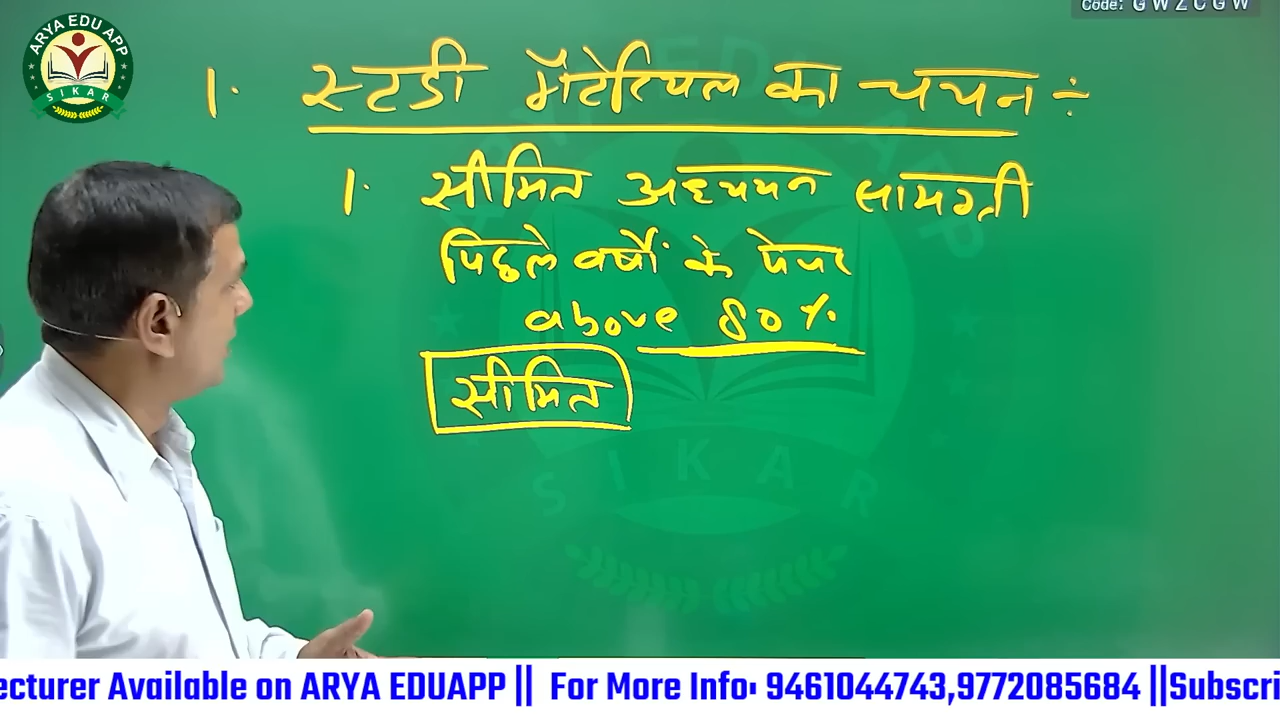 Code: G W Z C G W
ARYA EDU APP
SIKAR
1. स्टडी मॅटेरियल का चयन ÷
1. सीमित अध्ययन सामग्री
पिछले वर्षों के पेपर
above 80%
सीमित
SIKAR
ecturer Available on ARYA EDUAPP || For More Info: 9461044743,9772085684 ||Subscri